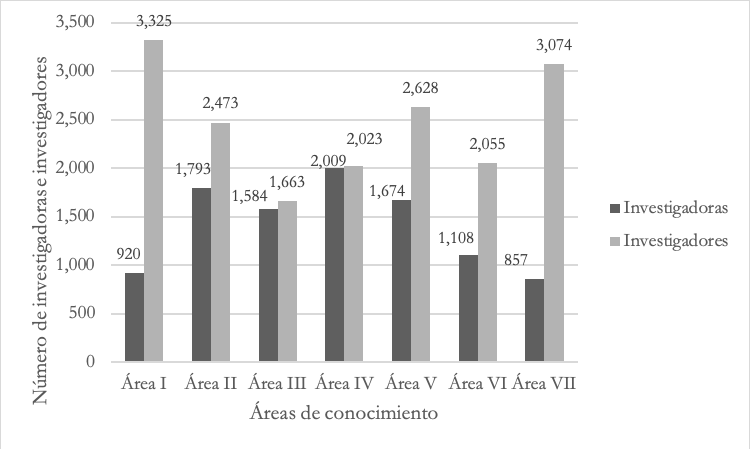 3,500
3,000
2,500
2,000
1,500
1,000
500
0
Número de investigadoras e investigadores
920
3,325
1,793
2,473
1,584
1,663
2,009
2,023
1,674
2,628
1,108
2,055
857
3,074
Área I
Área II
Área III
Área IV
Área V
Área VI
Área VII
Áreas de conocimiento
Investigadoras
Investigadores